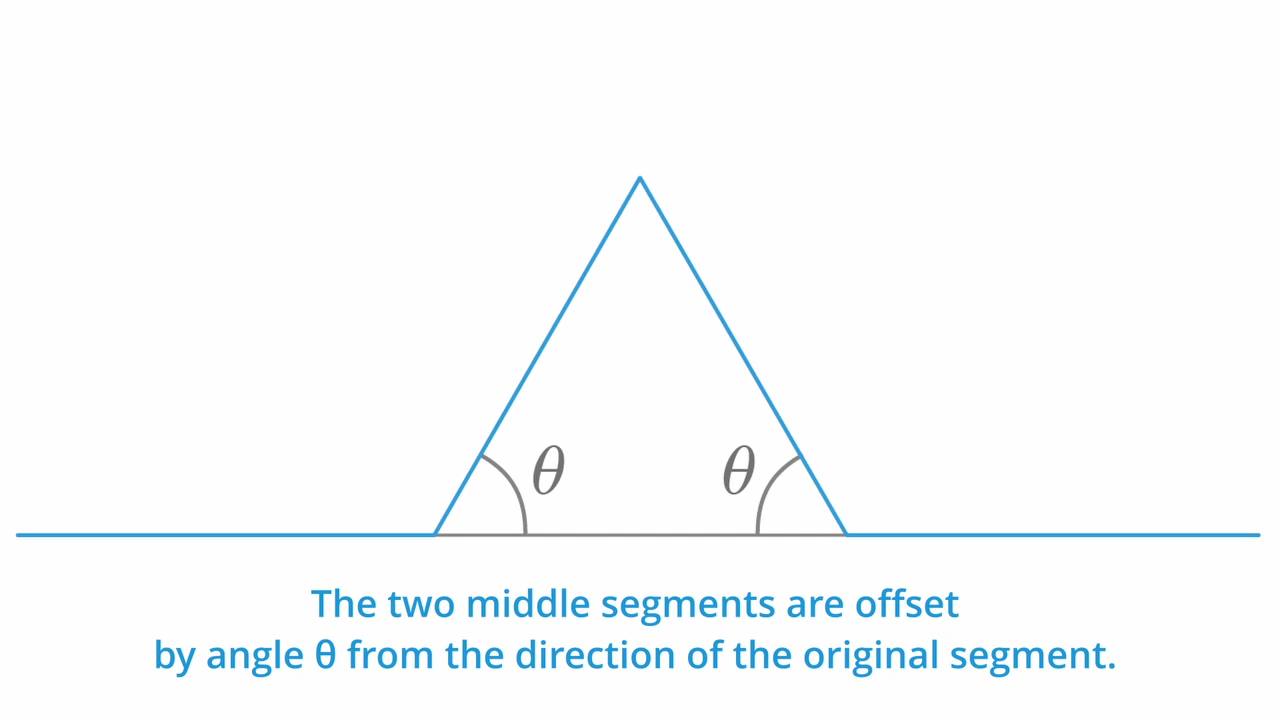 θ θ
The two middle segments are offset
by angle θ from the direction of the original segment.